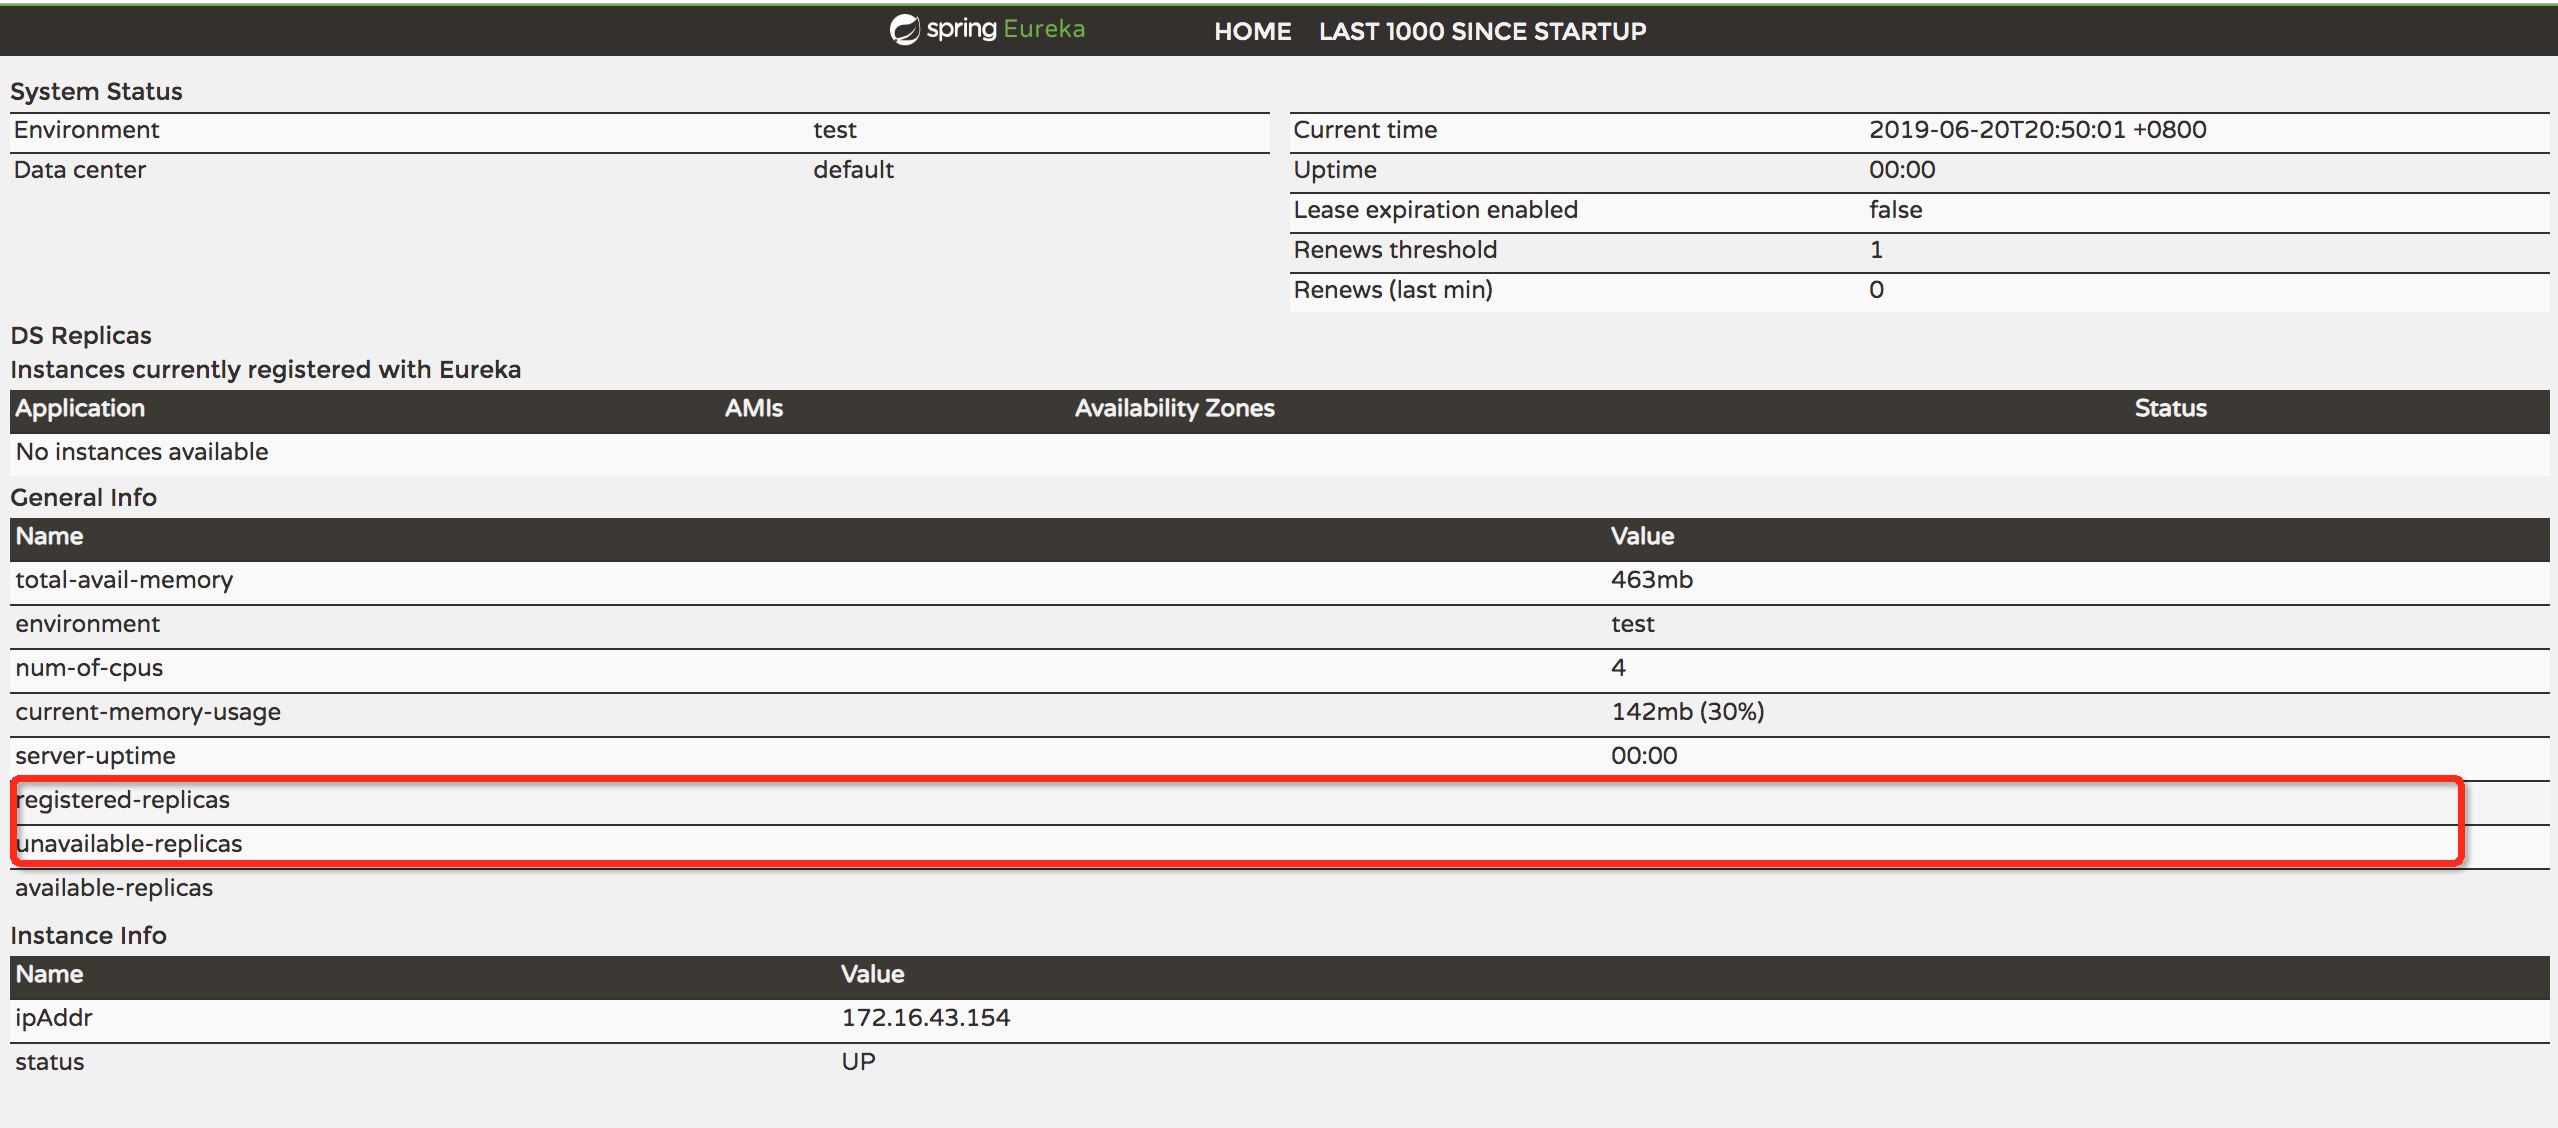 spring Eureka HOME LAST 1000 SINCE STARTUP
System Status
Environment test
Data center default
Current time 2019-06-20T20:50:01 +0800
Uptime 00:00
Lease expiration enabled false
Renews threshold 1
Renews (last min) 0
DS Replicas
Instances currently registered with Eureka
Application AMIs Availability Zones Status
No instances available
General Info
Name Value
total-avail-memory 463mb
environment test
num-of-cpus 4
current-memory-usage 142mb (30%)
server-uptime 00:00
registered-replicas
unavailable-replicas
available-replicas
Instance Info
Name Value
ipAddr 172.16.43.154
status UP